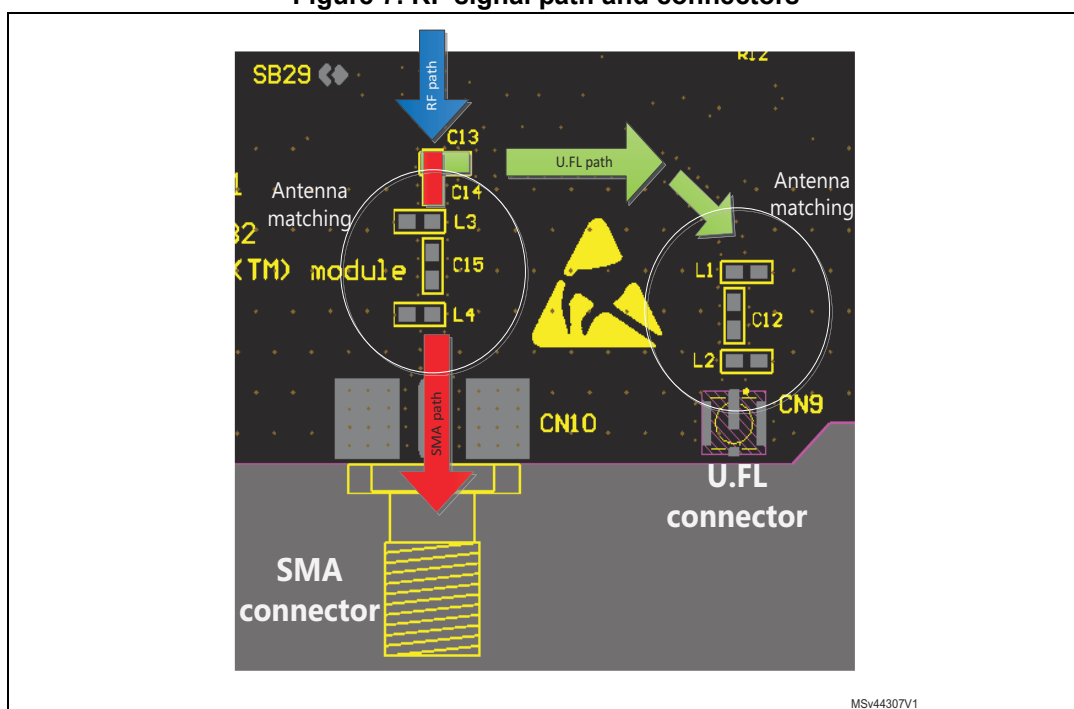 Figure 7. RF signal path and connectors
SB29
RF path
R12
C13
U.FL path
C14
Antenna
matching
L3
C15
L4
(TM) module
Antenna
matching
L1
C12
L2
SMA path
CN10
CN9
U.FL
connector
SMA
connector
MSv44307V1